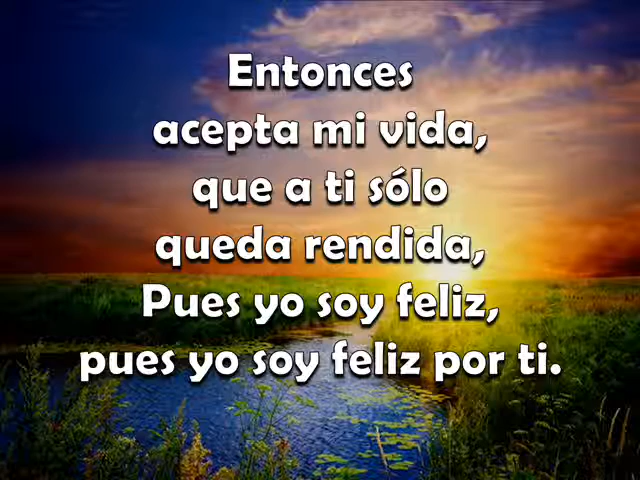 Entonces
acepta mi vida,
que a ti sólo
queda rendida,
Pues yo soy feliz,
pues yo soy feliz por ti.